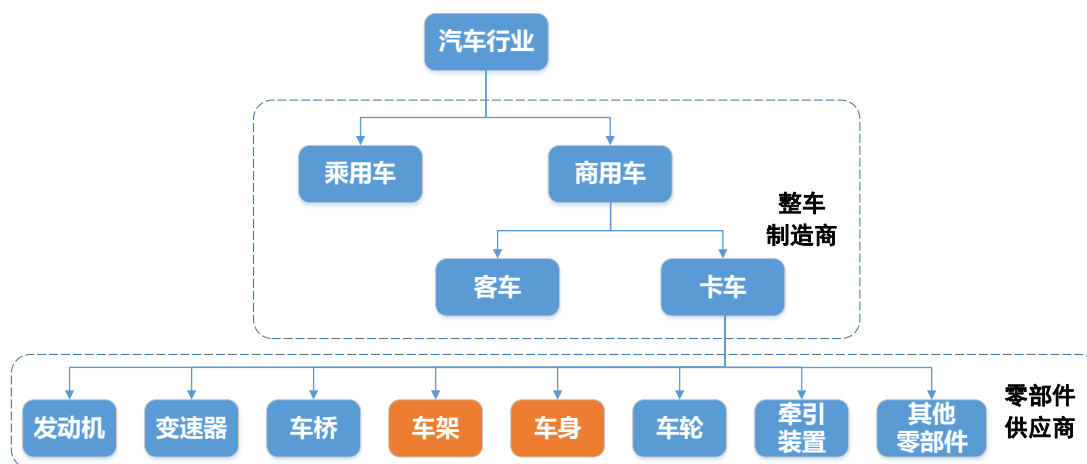 汽车行业
乘用车
商用车
整车
制造商
客车
卡车
发动机
变速器
车桥
车架
车身
车轮
牵引
装置
其他
零部件
零部件
供应商